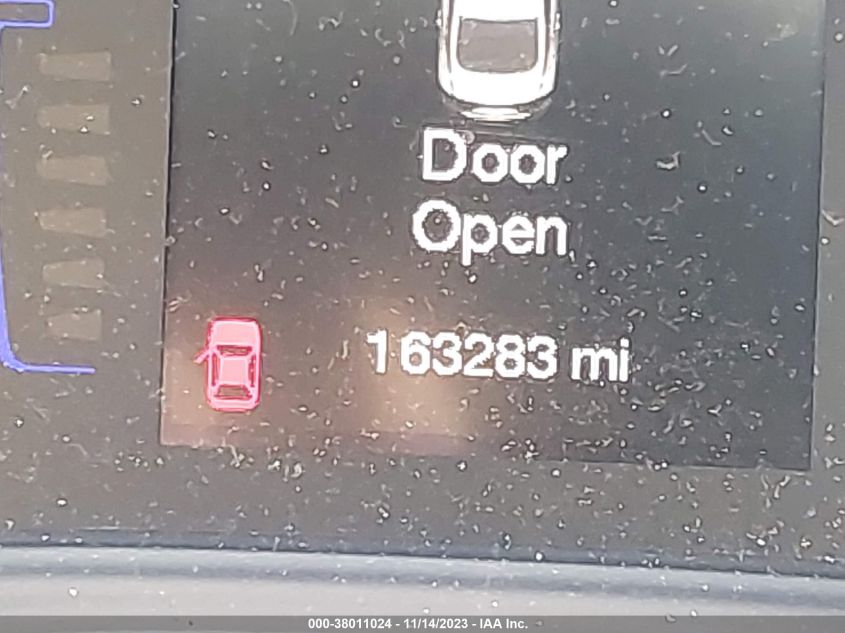 Door
Open
163283 mi
000-38011024 - 11/14/2023 - IAA Inc.